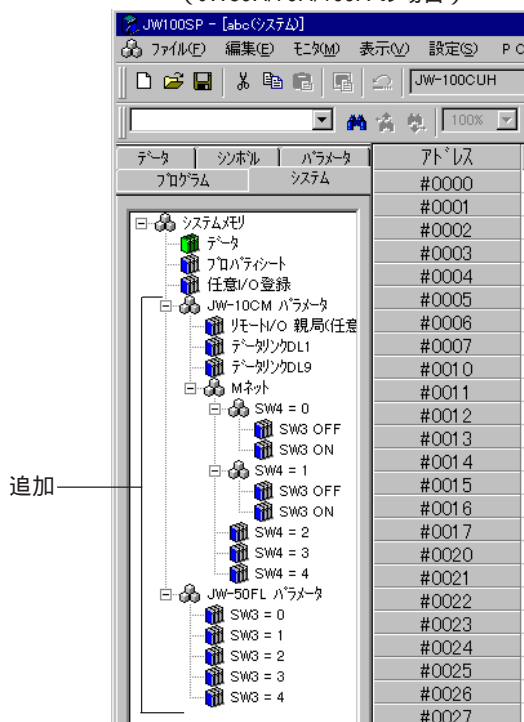 JW100SP - [abc(システム)]
ファイル(F) 編集(E) モニタ(M) 表示(V) 設定(S) P C
JW-100CUH
100%
データ シンボル パラメータ
プログラム システム
システムメモリ
データ
プロパティシート
任意I/O登録
JW-10CM パラメータ
リモートI/O 親局(任意
データリンクDL1
データリンクDL9
Mネット
SW4 = 0
SW3 OFF
SW3 ON
SW4 = 1
SW3 OFF
SW3 ON
SW4 = 2
SW4 = 3
SW4 = 4
JW-50FL パラメータ
SW3 = 0
SW3 = 1
SW3 = 2
SW3 = 3
SW3 = 4
追加
アドレス
#0000
#0001
#0002
#0003
#0004
#0005
#0006
#0007
#0010
#0011
#0012
#0013
#0014
#0015
#0016
#0017
#0020
#0021
#0022
#0023
#0024
#0025
#0026
#0027